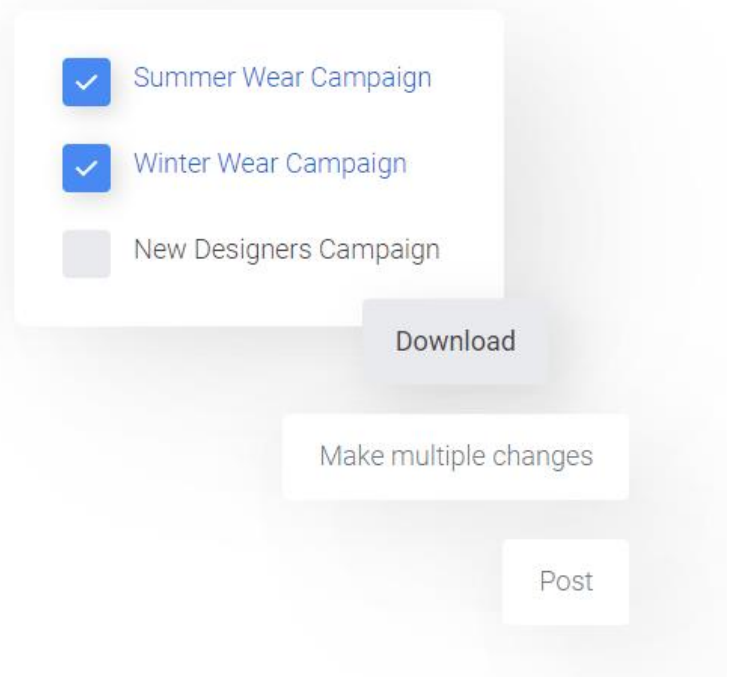 Summer Wear Campaign
Winter Wear Campaign
New Designers Campaign
Download
Make multiple changes
Post